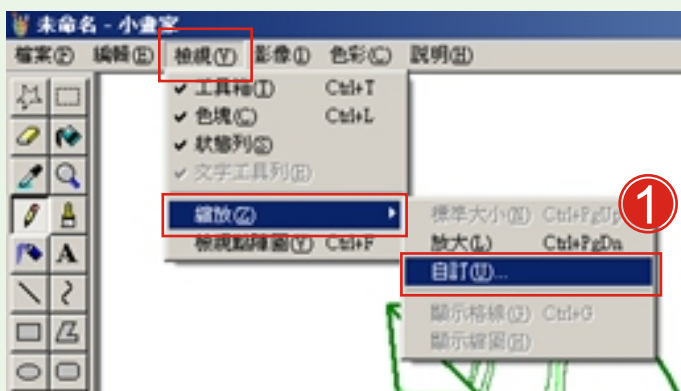 未命名 - 小畫家
檔案(F) 編輯(E) 檢視(V) 影像(I) 色彩(C) 說明(H)
✔ 工具箱(T) Ctrl+T
✔ 色塊(C) Ctrl+L
✔ 狀態列(S)
✔ 文字工具列(E)
縮放(Z)
檢視點陣圖(V) Ctrl+F
標準大小(N) Ctrl+PgUp
放大(L) Ctrl+PgDn
自訂(U)...
顯示格線(G) Ctrl+G
顯示縮圖(H)
1
A